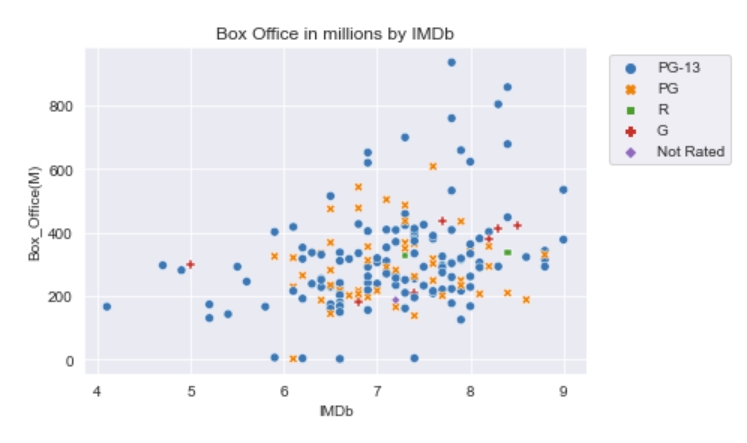 Box Office in millions by IMDb
PG-13
PG
R
G
Not Rated
Box_Office(M)
800
600
400
200
0
4 5 6 7 8 9
IMDb